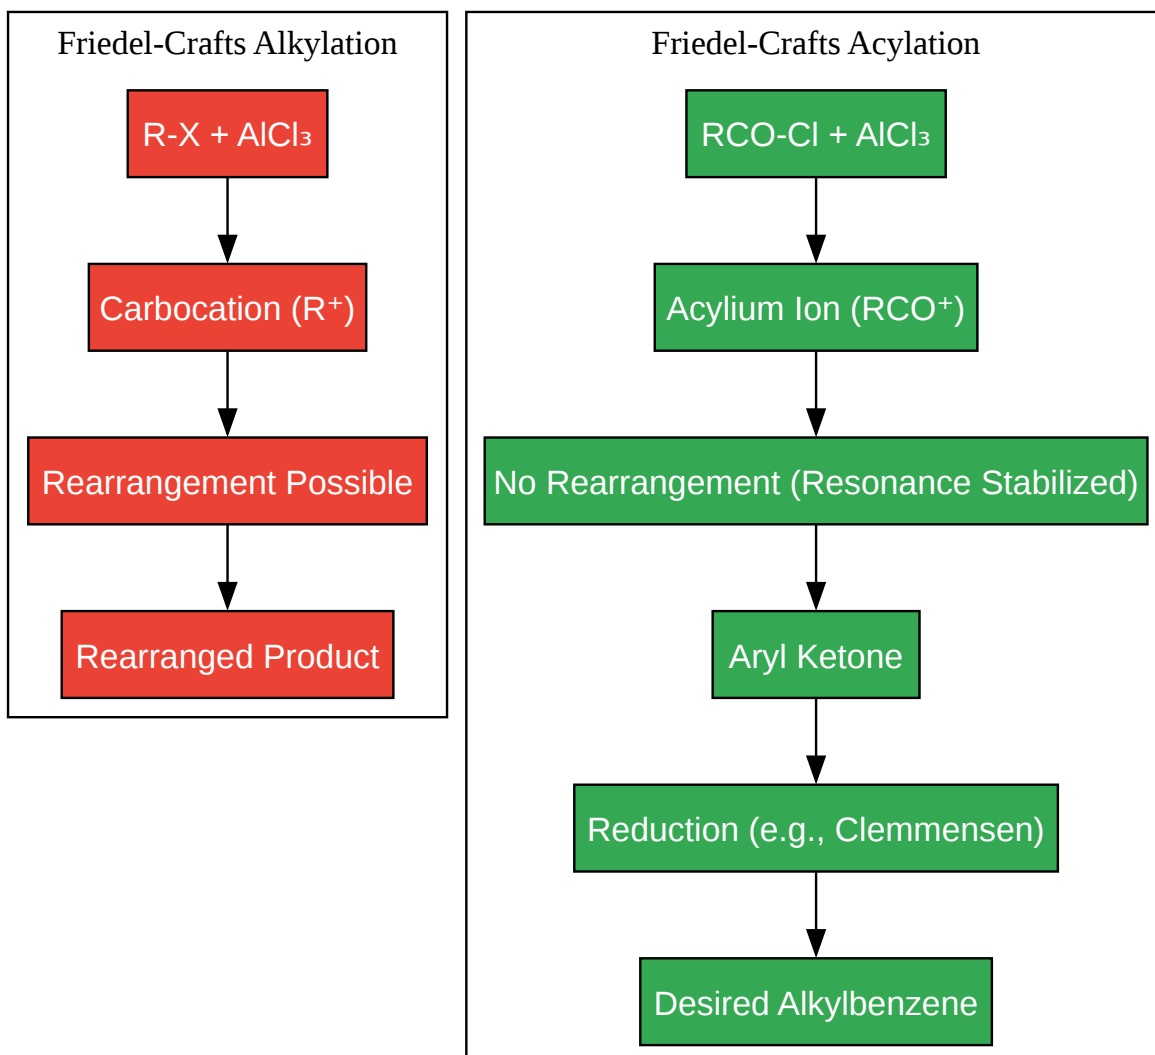 Friedel-Crafts Alkylation
R-X + AlCl₃
Carbocation (R⁺)
Rearrangement Possible
Rearranged Product
Friedel-Crafts Acylation
RCO-Cl + AlCl₃
Acylium Ion (RCO⁺)
No Rearrangement (Resonance Stabilized)
Aryl Ketone
Reduction (e.g., Clemmensen)
Desired Alkylbenzene